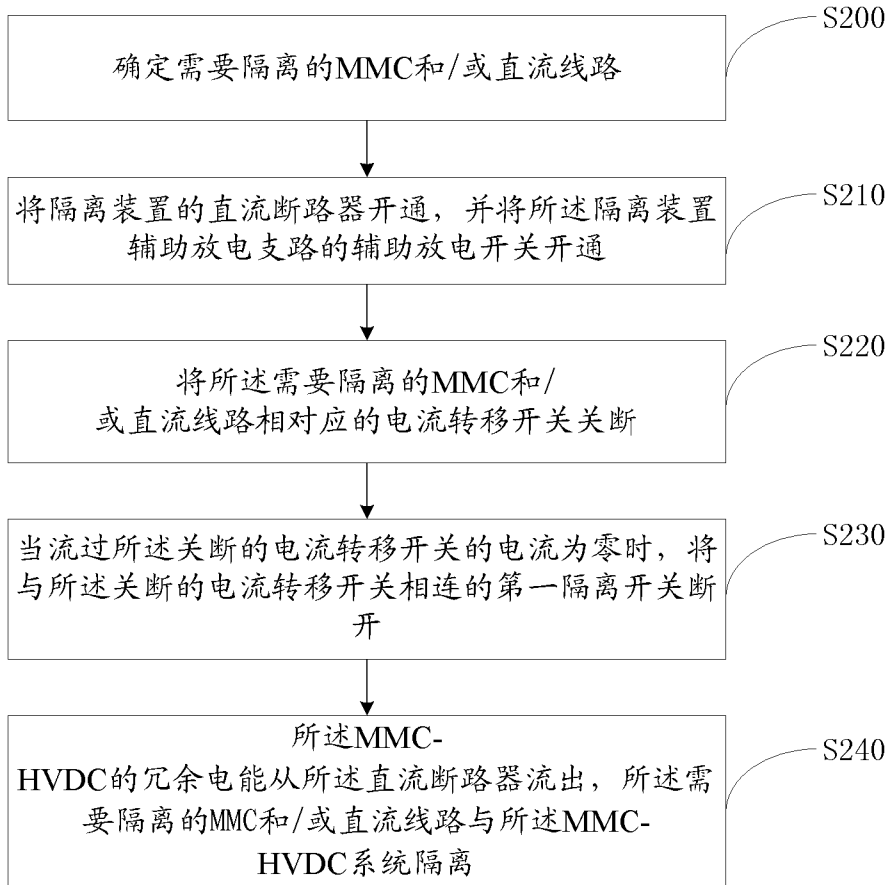 S200
确定需要隔离的MMC和/或直流线路
S210
将隔离装置的直流断路器开通，并将所述隔离装置
辅助放电支路的辅助放电开关开通
S220
将所述需要隔离的MMC和/
或直流线路相对应的电流转移开关关断
S230
当流过所述关断的电流转移开关的电流为零时，将
与所述关断的电流转移开关相连的第一隔离开关断
开
S240
所述MMC-
HVDC的冗余电能从所述直流断路器流出，所述需
要隔离的MMC和/或直流线路与所述MMC-
HVDC系统隔离